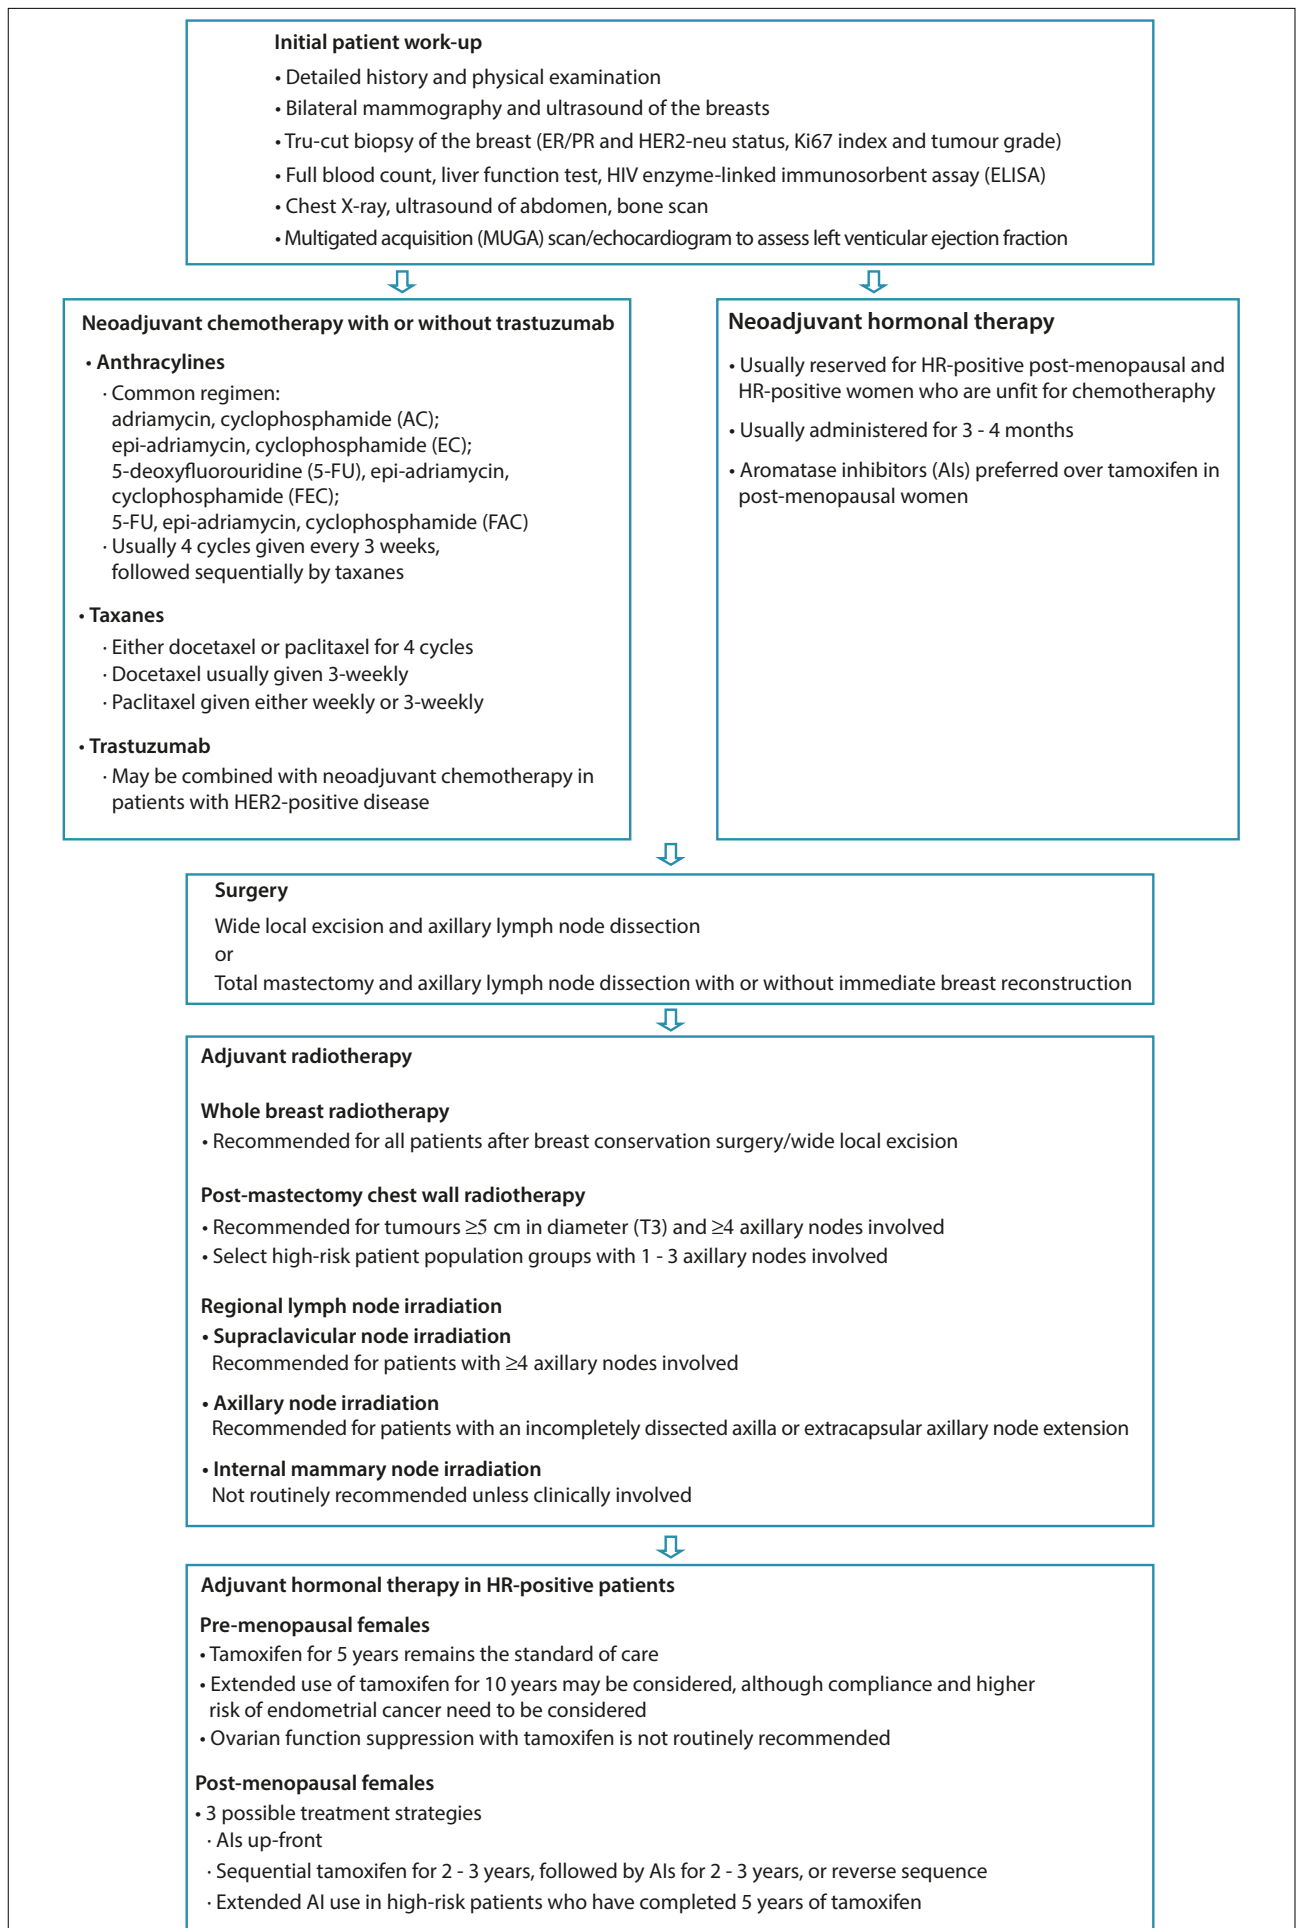 Initial patient work-up
• Detailed history and physical examination
• Bilateral mammography and ultrasound of the breasts
• Tru-cut biopsy of the breast (ER/PR and HER2-neu status, Ki67 index and tumour grade)
• Full blood count, liver function test, HIV enzyme-linked immunosorbent assay (ELISA)
• Chest X-ray, ultrasound of abdomen, bone scan
• Multigated acquisition (MUGA) scan/echocardiogram to assess left venticular ejection fraction
Neoadjuvant chemotherapy with or without trastuzumab
• Anthracylines
· Common regimen:
adriamycin, cyclophosphamide (AC);
epi-adriamycin, cyclophosphamide (EC);
5-deoxyfluorouridine (5-FU), epi-adriamycin,
cyclophosphamide (FEC);
5-FU, epi-adriamycin, cyclophosphamide (FAC)
· Usually 4 cycles given every 3 weeks,
followed sequentially by taxanes
• Taxanes
· Either docetaxel or paclitaxel for 4 cycles
· Docetaxel usually given 3-weekly
· Paclitaxel given either weekly or 3-weekly
• Trastuzumab
· May be combined with neoadjuvant chemotherapy in
patients with HER2-positive disease
Neoadjuvant hormonal therapy
• Usually reserved for HR-positive post-menopausal and
HR-positive women who are unfit for chemotheraphy
• Usually administered for 3 - 4 months
• Aromatase inhibitors (AIs) preferred over tamoxifen in
post-menopausal women
Surgery
Wide local excision and axillary lymph node dissection
or
Total mastectomy and axillary lymph node dissection with or without immediate breast reconstruction
Adjuvant radiotherapy
Whole breast radiotherapy
• Recommended for all patients after breast conservation surgery/wide local excision
Post-mastectomy chest wall radiotherapy
• Recommended for tumours ≥5 cm in diameter (T3) and ≥4 axillary nodes involved
• Select high-risk patient population groups with 1 - 3 axillary nodes involved
Regional lymph node irradiation
• Supraclavicular node irradiation
Recommended for patients with ≥4 axillary nodes involved
• Axillary node irradiation
Recommended for patients with an incompletely dissected axilla or extracapsular axillary node extension
• Internal mammary node irradiation
Not routinely recommended unless clinically involved
Adjuvant hormonal therapy in HR-positive patients
Pre-menopausal females
• Tamoxifen for 5 years remains the standard of care
• Extended use of tamoxifen for 10 years may be considered, although compliance and higher
risk of endometrial cancer need to be considered
• Ovarian function suppression with tamoxifen is not routinely recommended
Post-menopausal females
• 3 possible treatment strategies
· AIs up-front
· Sequential tamoxifen for 2 - 3 years, followed by AIs for 2 - 3 years, or reverse sequence
· Extended AI use in high-risk patients who have completed 5 years of tamoxifen